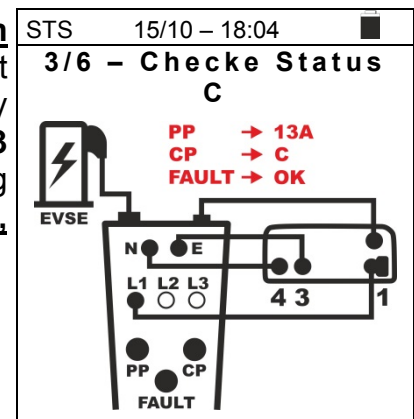 STS 15/10 – 18:04
3/6 – Checke Status
C
PP → 13A
CP → C
FAULT → OK
EVSE
N E
L1 L2 L3
4 3 1
PP CP
FAULT